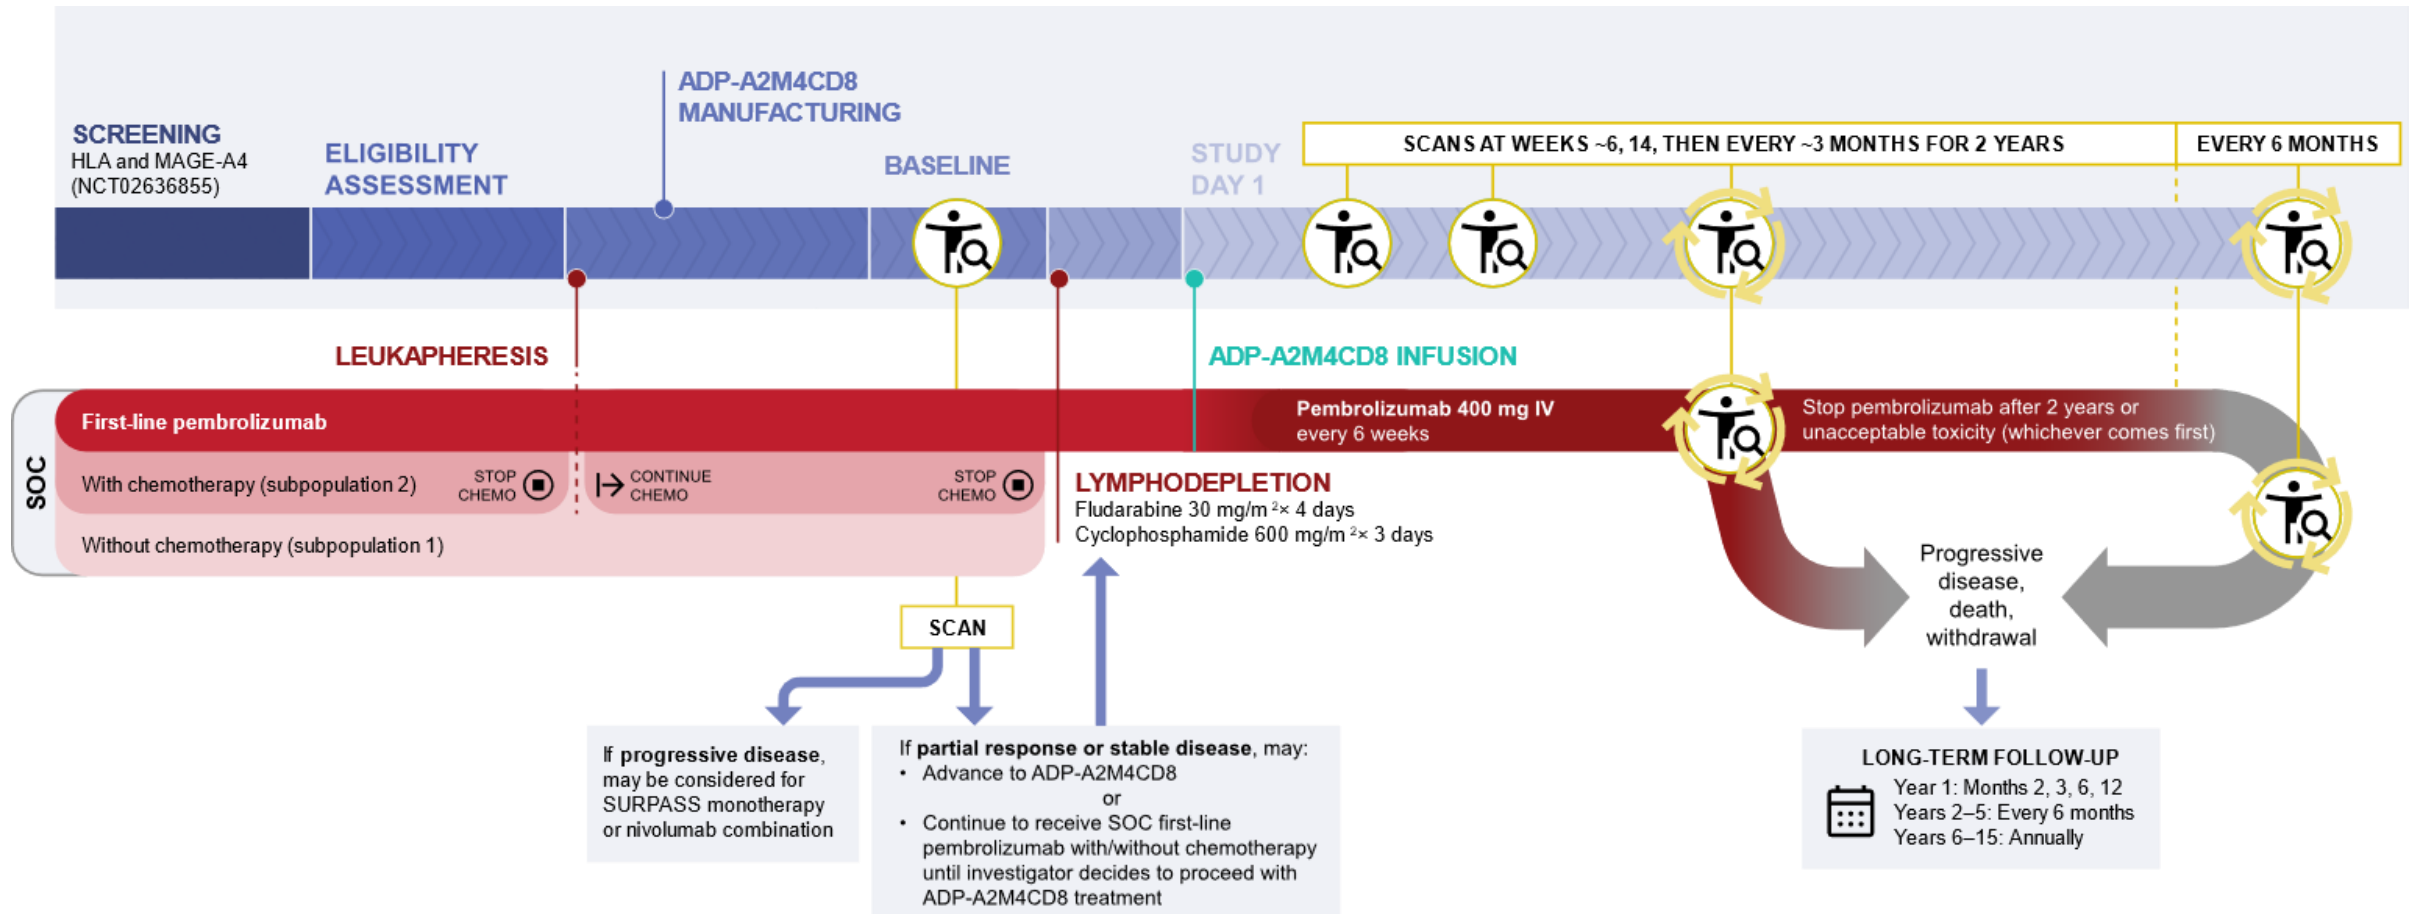 ADP-A2M4CD8
MANUFACTURING
SCREENING
HLA and MAGE-A4
(NCT02636855)
ELIGIBILITY
ASSESSMENT
BASELINE
STUDY
DAY 1
SCANS AT WEEKS ~6, 14, THEN EVERY ~3 MONTHS FOR 2 YEARS
EVERY 6 MONTHS
LEUKAPHERESIS
ADP-A2M4CD8 INFUSION
SOC
First-line pembrolizumab
Pembrolizumab 400 mg IV
every 6 weeks
Stop pembrolizumab after 2 years or
unacceptable toxicity (whichever comes first)
With chemotherapy (subpopulation 2)
STOP
CHEMO
CONTINUE
CHEMO
STOP
CHEMO
Without chemotherapy (subpopulation 1)
LYMPHODEPLETION
Fludarabine 30 mg/m ²× 4 days
Cyclophosphamide 600 mg/m ²× 3 days
Progressive
disease,
death,
withdrawal
SCAN
If progressive disease,
may be considered for
SURPASS monotherapy
or nivolumab combination
If partial response or stable disease, may:
• Advance to ADP-A2M4CD8
or
• Continue to receive SOC first-line
pembrolizumab with/without chemotherapy
until investigator decides to proceed with
ADP-A2M4CD8 treatment
LONG-TERM FOLLOW-UP
Year 1: Months 2, 3, 6, 12
Years 2–5: Every 6 months
Years 6–15: Annually